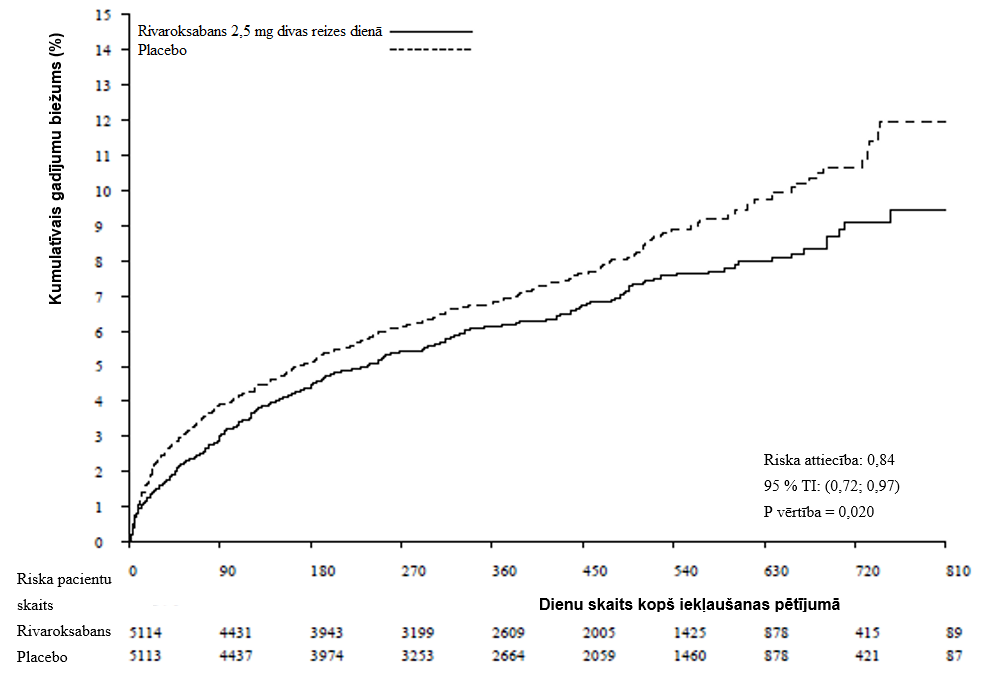 15
Rivaroksabans 2,5 mg divas reizes dienā
14
Placebo
13
12
11
10
9
8
7
6
5
4
3
2
1
0
Kumulatīvais gadījumu biežums (%)
Riska attiecība: 0,84
95 % TI: (0,72; 0,97)
P vērtība = 0,020
0 90 180 270 360 450 540 630 720 810
Riska pacientu
skaits
Dienu skaits kopš iekļaušanas pētījumā
Rivaroksabans 5114 4431 3943 3199 2609 2005 1425 878 415 89
Placebo 5113 4437 3974 3253 2664 2059 1460 878 421 87